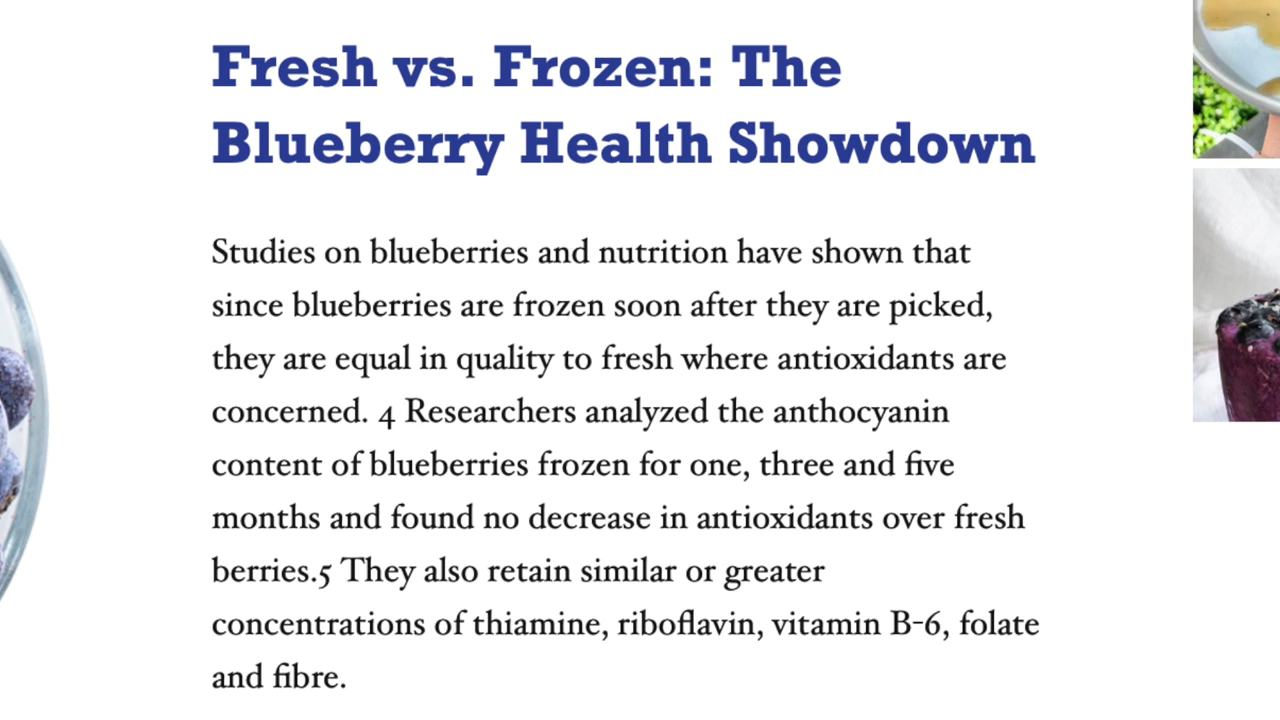 Fresh vs. Frozen: The
Blueberry Health Showdown
Studies on blueberries and nutrition have shown that
since blueberries are frozen soon after they are picked,
they are equal in quality to fresh where antioxidants are
concerned. 4 Researchers analyzed the anthocyanin
content of blueberries frozen for one, three and five
months and found no decrease in antioxidants over fresh
berries.5 They also retain similar or greater
concentrations of thiamine, riboflavin, vitamin B-6, folate
and fibre.